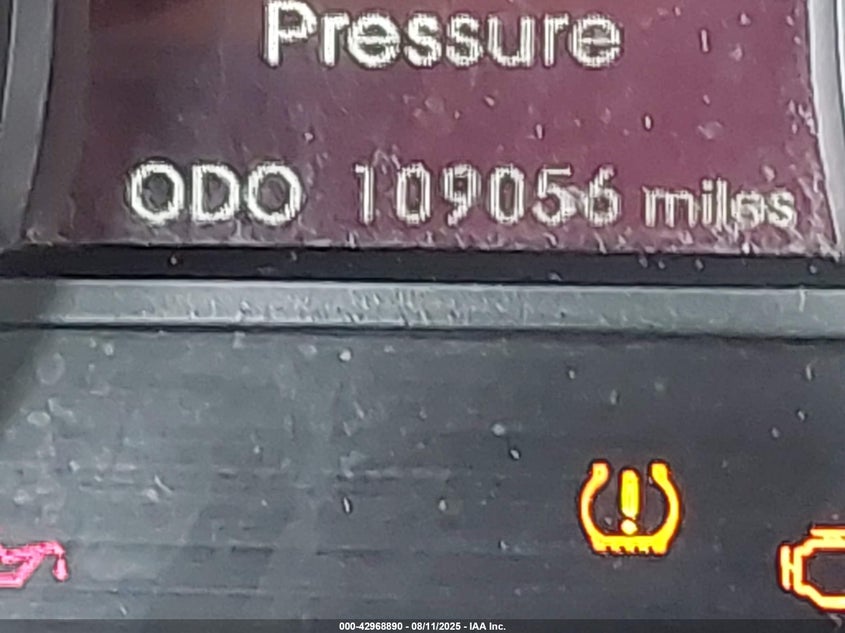 Pressure
ODO 109056 miles
000-42968890 - 08/11/2025 - IAA Inc.